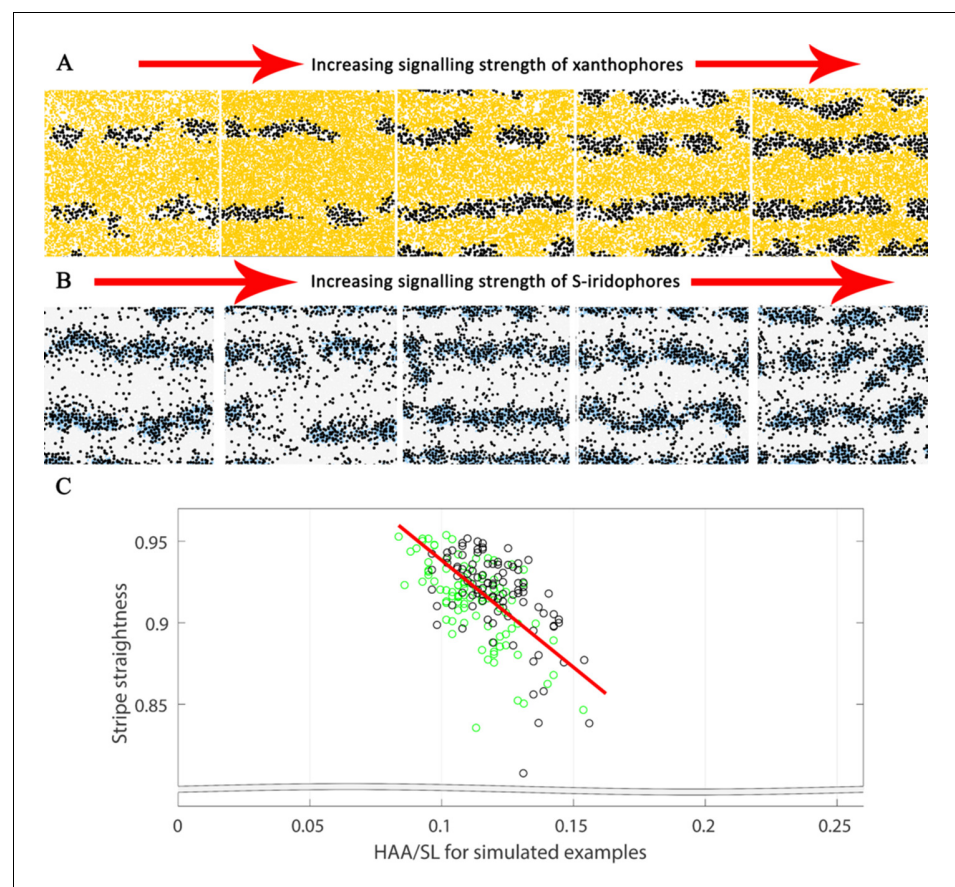 A
Increasing signalling strength of xanthophores
B
Increasing signalling strength of S-iridophores
C
Stripe straightness
0.95
0.9
0.85
0 0.05 0.1 0.15 0.2 0.25
HAA/SL for simulated examples